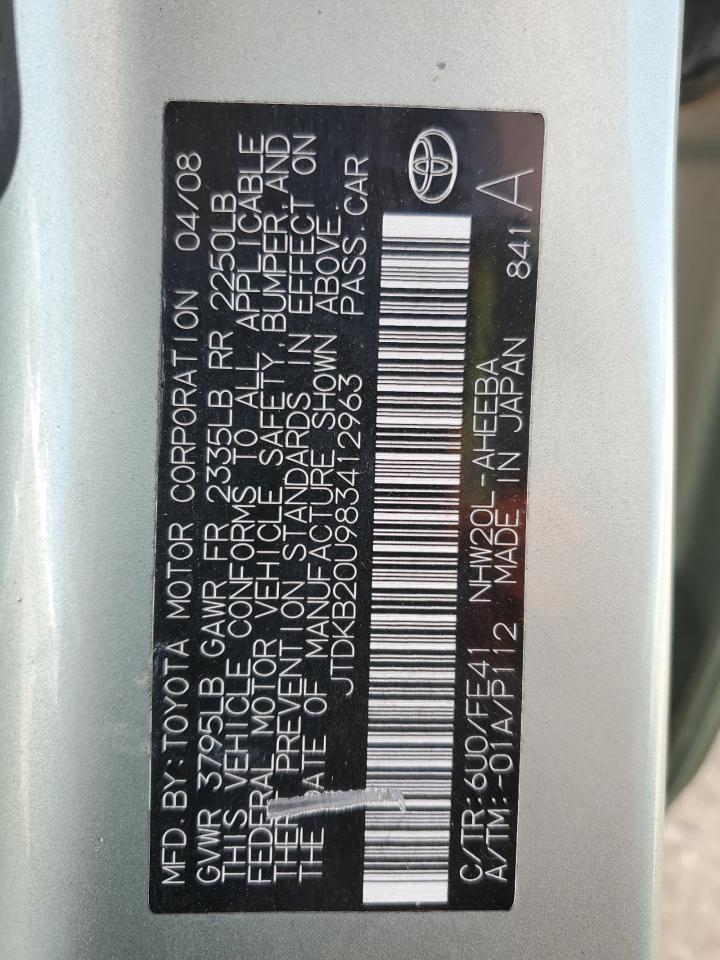 MFD.BY:TOYOTA MOTOR CORPORATION 04/08
GVWR 3795LB GAWR FR 2335LB RR 2250LB
THIS VEHICLE CONFORMS TO ALL APPLICABLE
FEDERAL MOTOR VEHICLE SAFETY, BUMPER, AND
THEFT PREVENTION STANDARDS IN EFFECT ON
THE DATE OF MANUFACTURE SHOWN ABOVE.
JTDKB20U983412963 PASS.CAR
C/TR:6U0/FE41 NHW20L-AHEEBA 841
A/TM:-01A/P112 MADE IN JAPAN A